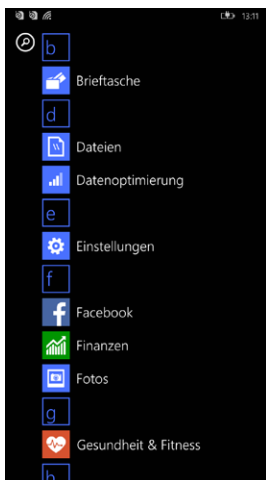 13:11
b
Brieftasche
d
Dateien
Datenoptimierung
e
Einstellungen
f
Facebook
Finanzen
Fotos
g
Gesundheit & Fitness
h